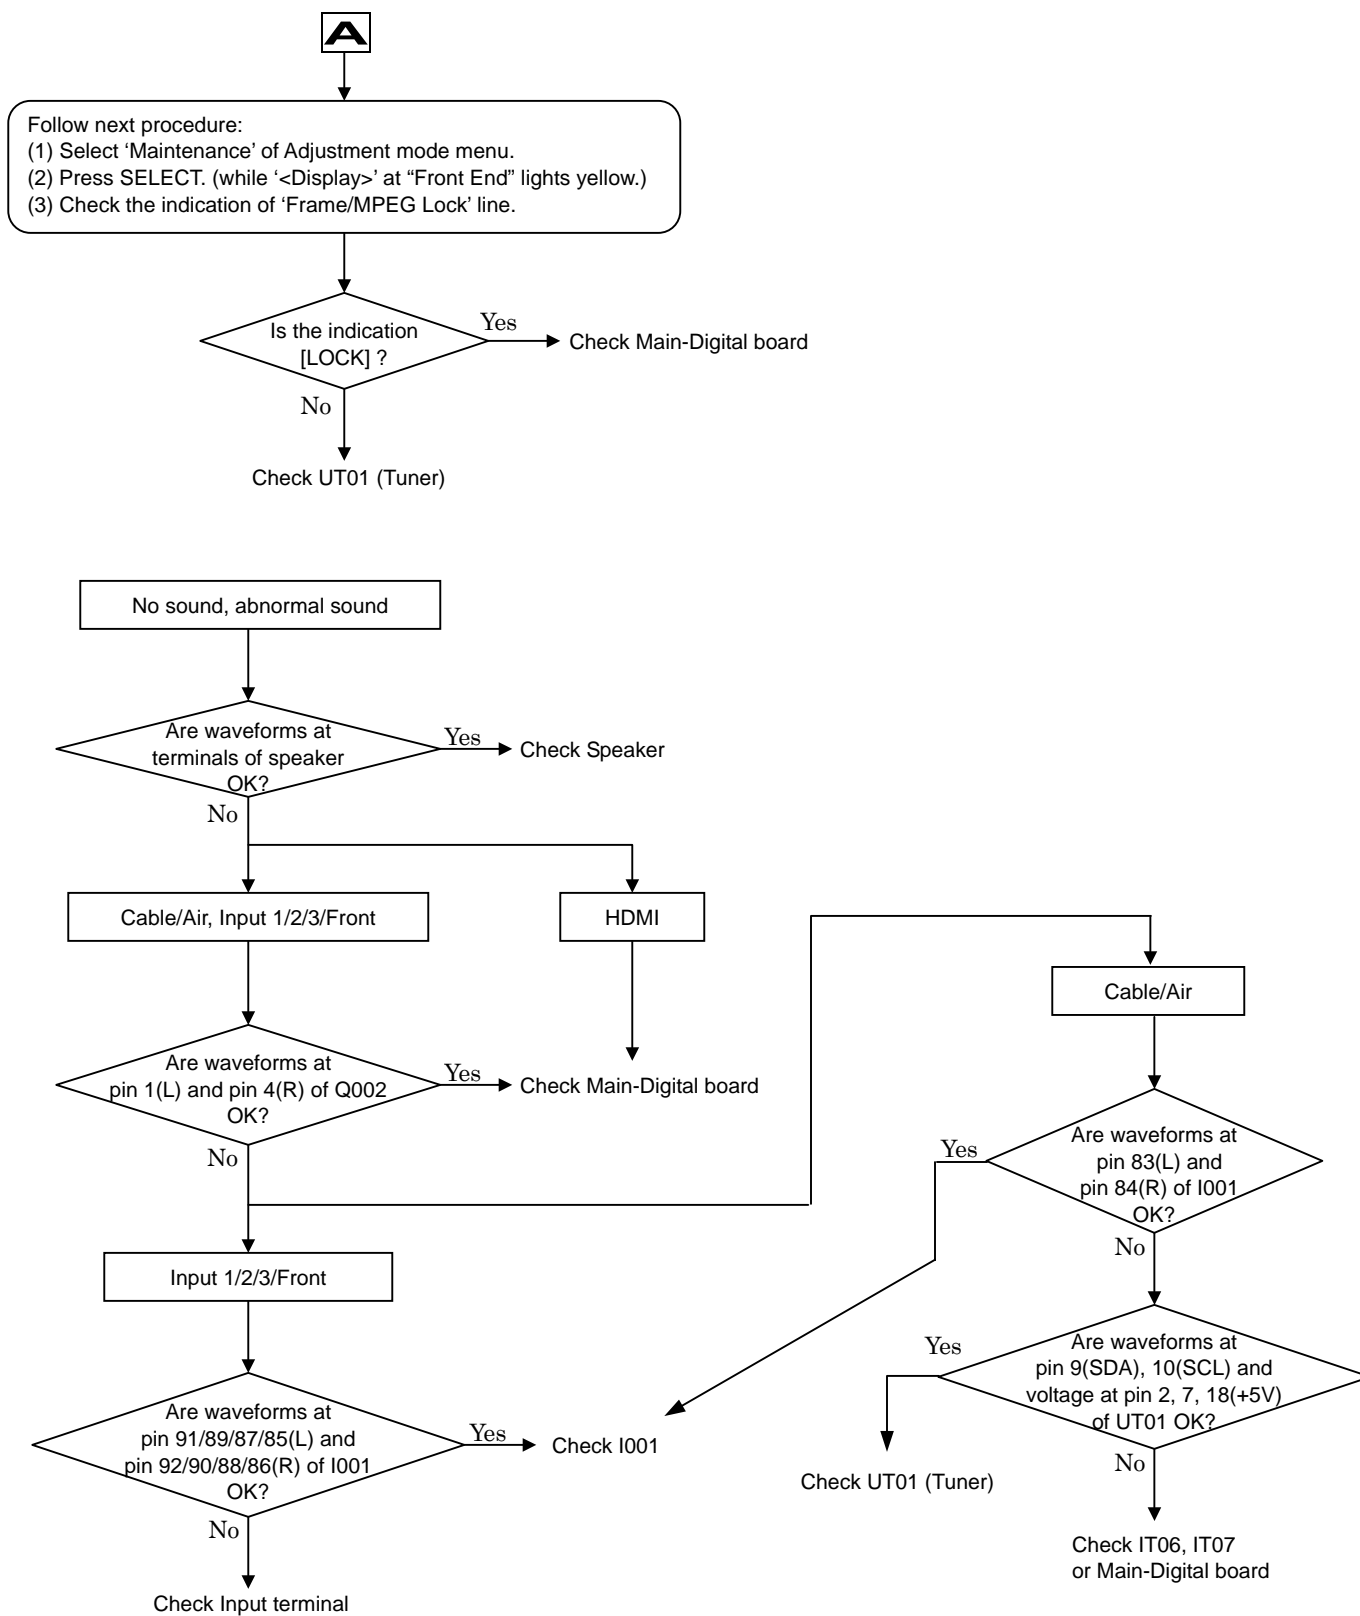 A
Follow next procedure:
(1) Select ‘Maintenance’ of Adjustment mode menu.
(2) Press SELECT. (while ‘<Display>’ at “Front End” lights yellow.)
(3) Check the indication of ‘Frame/MPEG Lock’ line.
Is the indication
[LOCK] ?
Yes
Check Main-Digital board
No
Check UT01 (Tuner)
No sound, abnormal sound
Are waveforms at
terminals of speaker
OK?
Yes
Check Speaker
No
Cable/Air, Input 1/2/3/Front
HDMI
Are waveforms at
pin 1(L) and pin 4(R) of Q002
OK?
Yes
Check Main-Digital board
No
Input 1/2/3/Front
Are waveforms at
pin 91/89/87/85(L) and
pin 92/90/88/86(R) of I001
OK?
Yes
Check I001
No
Check Input terminal
Cable/Air
Are waveforms at
pin 83(L) and
pin 84(R) of I001
OK?
Yes
No
Are waveforms at
pin 9(SDA), 10(SCL) and
voltage at pin 2, 7, 18(+5V)
of UT01 OK?
Yes
Check UT01 (Tuner)
No
Check IT06, IT07
or Main-Digital board